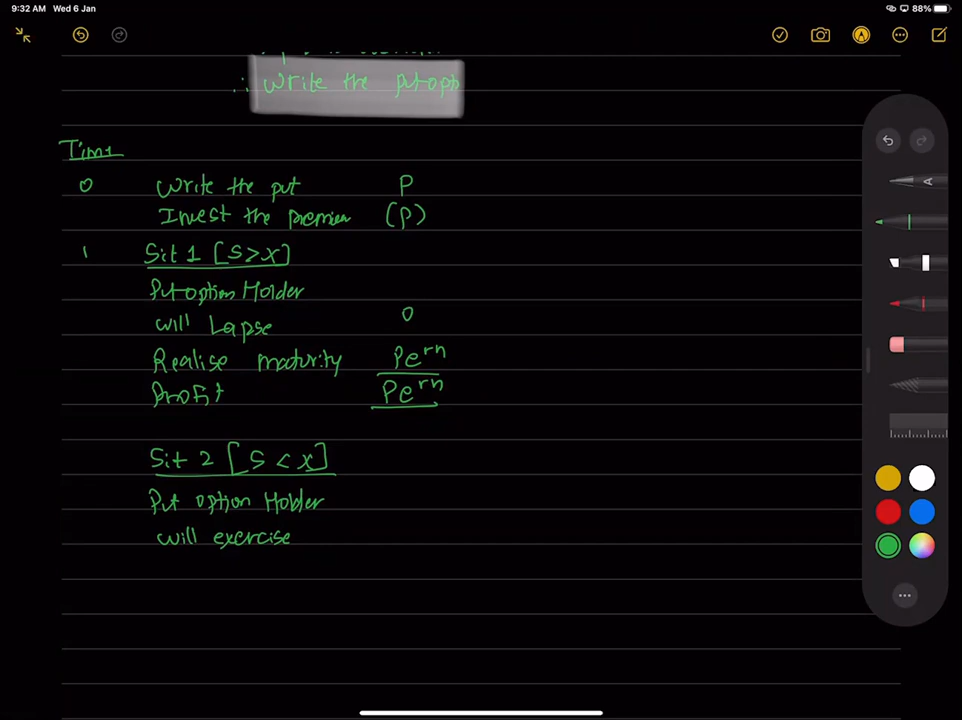 9:32 AM Wed 6 Jan
88%
∴ Write the put opti
Time
0 Write the put P
Invest the premium (P)
1 Sit 1 [S>X]
Put option Holder
will Lapse 0
Realise maturity Pe^rn
Profit Pe^rn
Sit 2 [S < X]
Put option Holder
will exercise
A